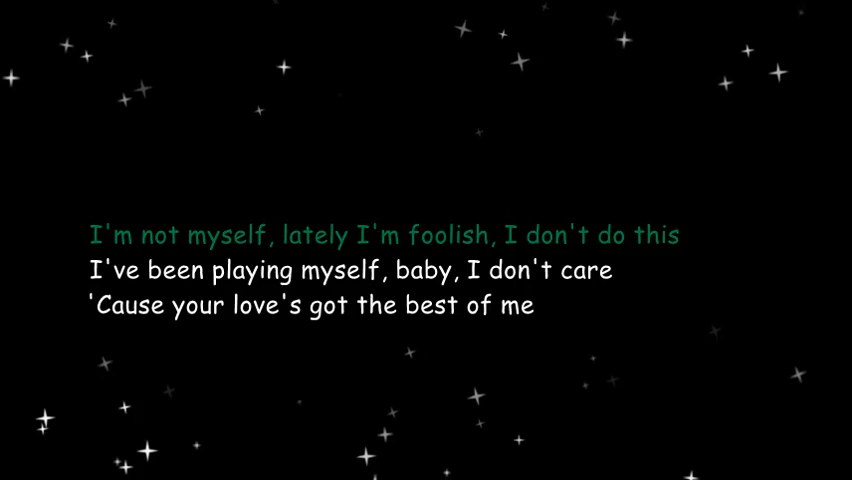 I'm not myself, lately I'm foolish, I don't do this
I've been playing myself, baby, I don't care
'Cause your love's got the best of me